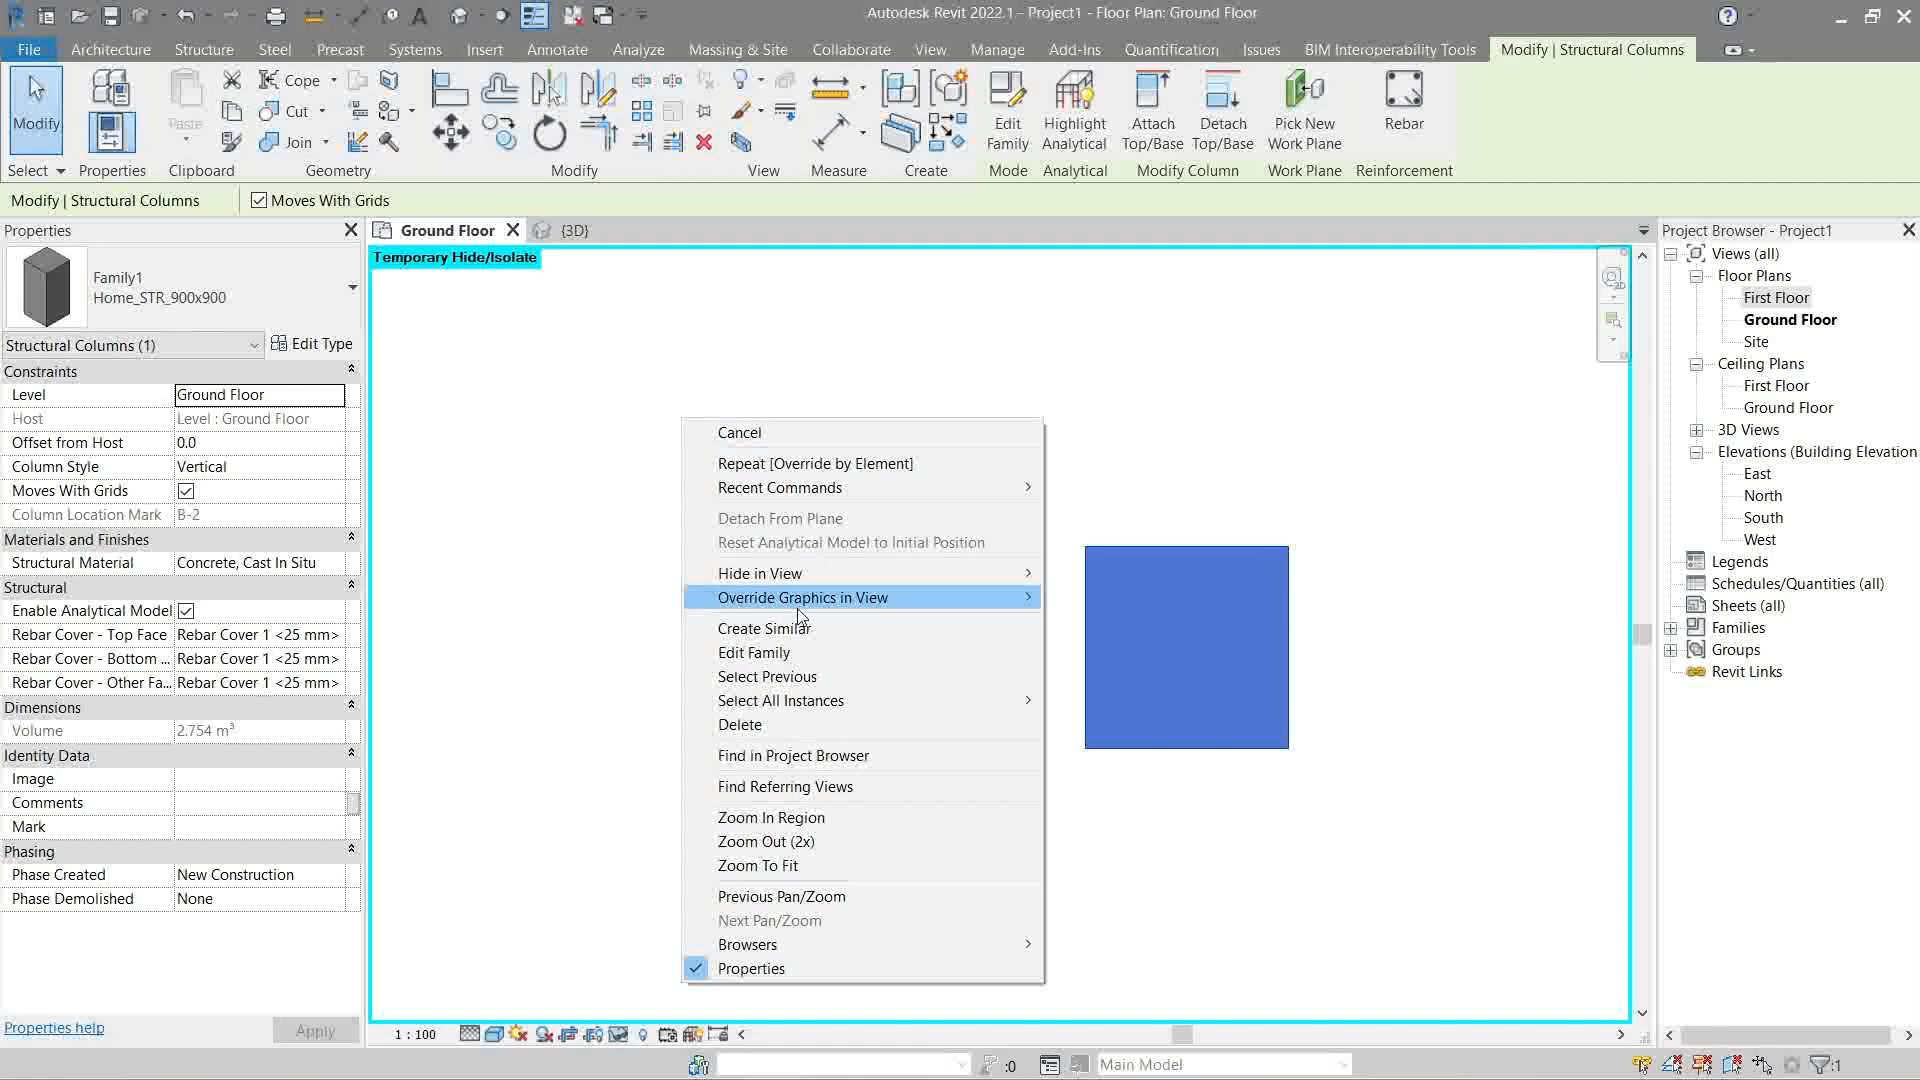 Autodesk Revit 2022.1 - Project1 - Floor Plan: Ground Floor
File Architecture Structure Steel Precast Systems Insert Annotate Analyze Massing & Site Collaborate View Manage Add-Ins Quantification Issues BIM Interoperability Tools Modify | Structural Columns
Modify
Paste
Cope
Cut
Join
Edit Family
Highlight Analytical
Attach Top/Base
Detach Top/Base
Pick New Work Plane
Rebar
Select Properties Clipboard Geometry Modify View Measure Create Mode Analytical Modify Column Work Plane Reinforcement
Modify | Structural Columns Moves With Grids
Properties
Family1
Home_STR_900x900
Structural Columns (1) Edit Type
Constraints
Level Ground Floor
Host Level : Ground Floor
Offset from Host 0.0
Column Style Vertical
Moves With Grids
Column Location Mark B-2
Materials and Finishes
Structural Material Concrete, Cast In Situ
Structural
Enable Analytical Model
Rebar Cover - Top Face Rebar Cover 1 <25 mm>
Rebar Cover - Bottom ... Rebar Cover 1 <25 mm>
Rebar Cover - Other Fa... Rebar Cover 1 <25 mm>
Dimensions
Volume 2.754 m³
Identity Data
Image
Comments
Mark
Phasing
Phase Created New Construction
Phase Demolished None
Properties help Apply
Ground Floor {3D}
Temporary Hide/Isolate
Cancel
Repeat [Override by Element]
Recent Commands
Detach From Plane
Reset Analytical Model to Initial Position
Hide in View
Override Graphics in View
Create Similar
Edit Family
Select Previous
Select All Instances
Delete
Find in Project Browser
Find Referring Views
Zoom In Region
Zoom Out (2x)
Zoom To Fit
Previous Pan/Zoom
Next Pan/Zoom
Browsers
Properties
1 : 100
Project Browser - Project1
Views (all)
Floor Plans
First Floor
Ground Floor
Site
Ceiling Plans
First Floor
Ground Floor
3D Views
Elevations (Building Elevation
East
North
South
West
Legends
Schedules/Quantities (all)
Sheets (all)
Families
Groups
Revit Links
:0
Main Model
:1